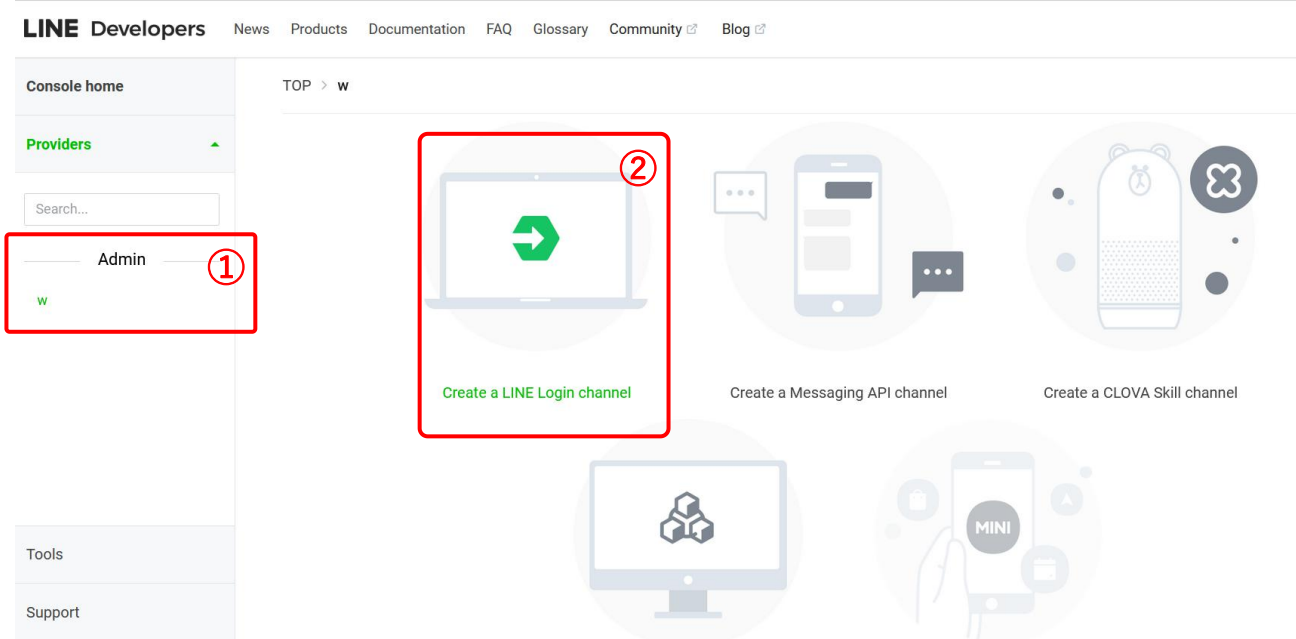 LINE Developers News Products Documentation FAQ Glossary Community Blog
Console home
TOP > w
Providers
Search...
Admin
①
w
②
Create a LINE Login channel
Create a Messaging API channel
Create a CLOVA Skill channel
MINI
Tools
Support